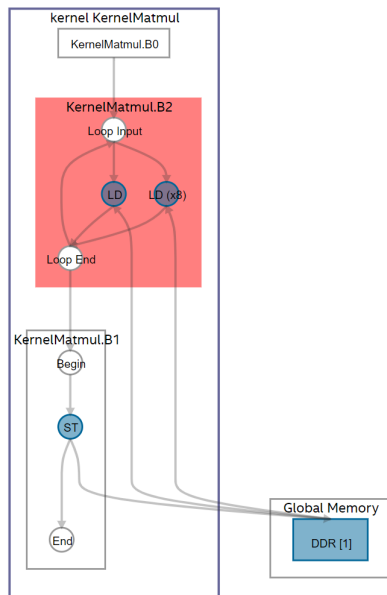 kernel KernelMatmul
KernelMatmul.B0
KernelMatmul.B2
Loop Input
LD
LD (x8)
Loop End
KernelMatmul.B1
Begin
ST
End
Global Memory
DDR [1]